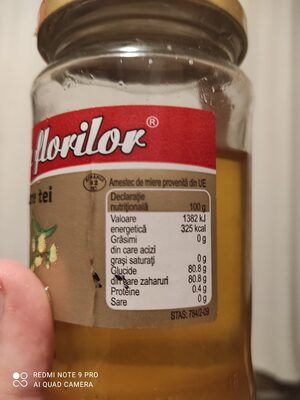 florilor®
tei
Amestec de miere provenită din UE
Declarație
nutrițională 100 g
Valoare 1382 kJ
energetică 325 kcal
Grăsimi 0 g
din care acizi
grași saturați 0 g
Glucide 80.8 g
din care zaharuri 80.8 g
Proteine 0,4 g
Sare 0 g
STAS: 784/2-09
REDMI NOTE 9 PRO
AI QUAD CAMERA